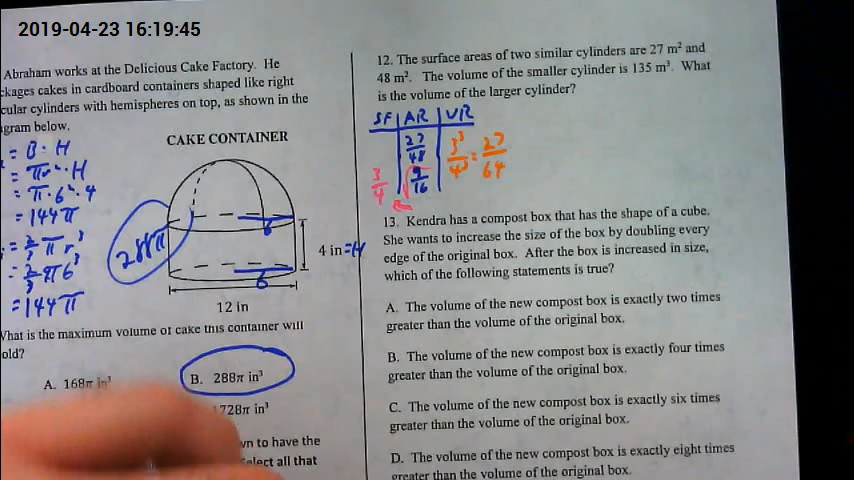 2019-04-23 16:19:45
Abraham works at the Delicious Cake Factory. He
ckages cakes in cardboard containers shaped like right
cular cylinders with hemispheres on top, as shown in the
gram below.
CAKE CONTAINER
= B · H
= πr² · H
= π · 6² · 4
= 144π
= 2/3 π r³
= 2/3 π 6³
= 144π
288π
6
4 in = H
6
12 in
What is the maximum volume of cake this container will
old?
A. 168π in³
B. 288π in³
728π in³
wn to have the
elect all that
12. The surface areas of two similar cylinders are 27 m² and
48 m². The volume of the smaller cylinder is 135 m³. What
is the volume of the larger cylinder?
SF | AR | VR
27/48
3/4 √9/16 3³/4³ = 27/64
13. Kendra has a compost box that has the shape of a cube.
She wants to increase the size of the box by doubling every
edge of the original box. After the box is increased in size,
which of the following statements is true?
A. The volume of the new compost box is exactly two times
greater than the volume of the original box.
B. The volume of the new compost box is exactly four times
greater than the volume of the original box.
C. The volume of the new compost box is exactly six times
greater than the volume of the original box.
D. The volume of the new compost box is exactly eight times
greater than the volume of the original box.